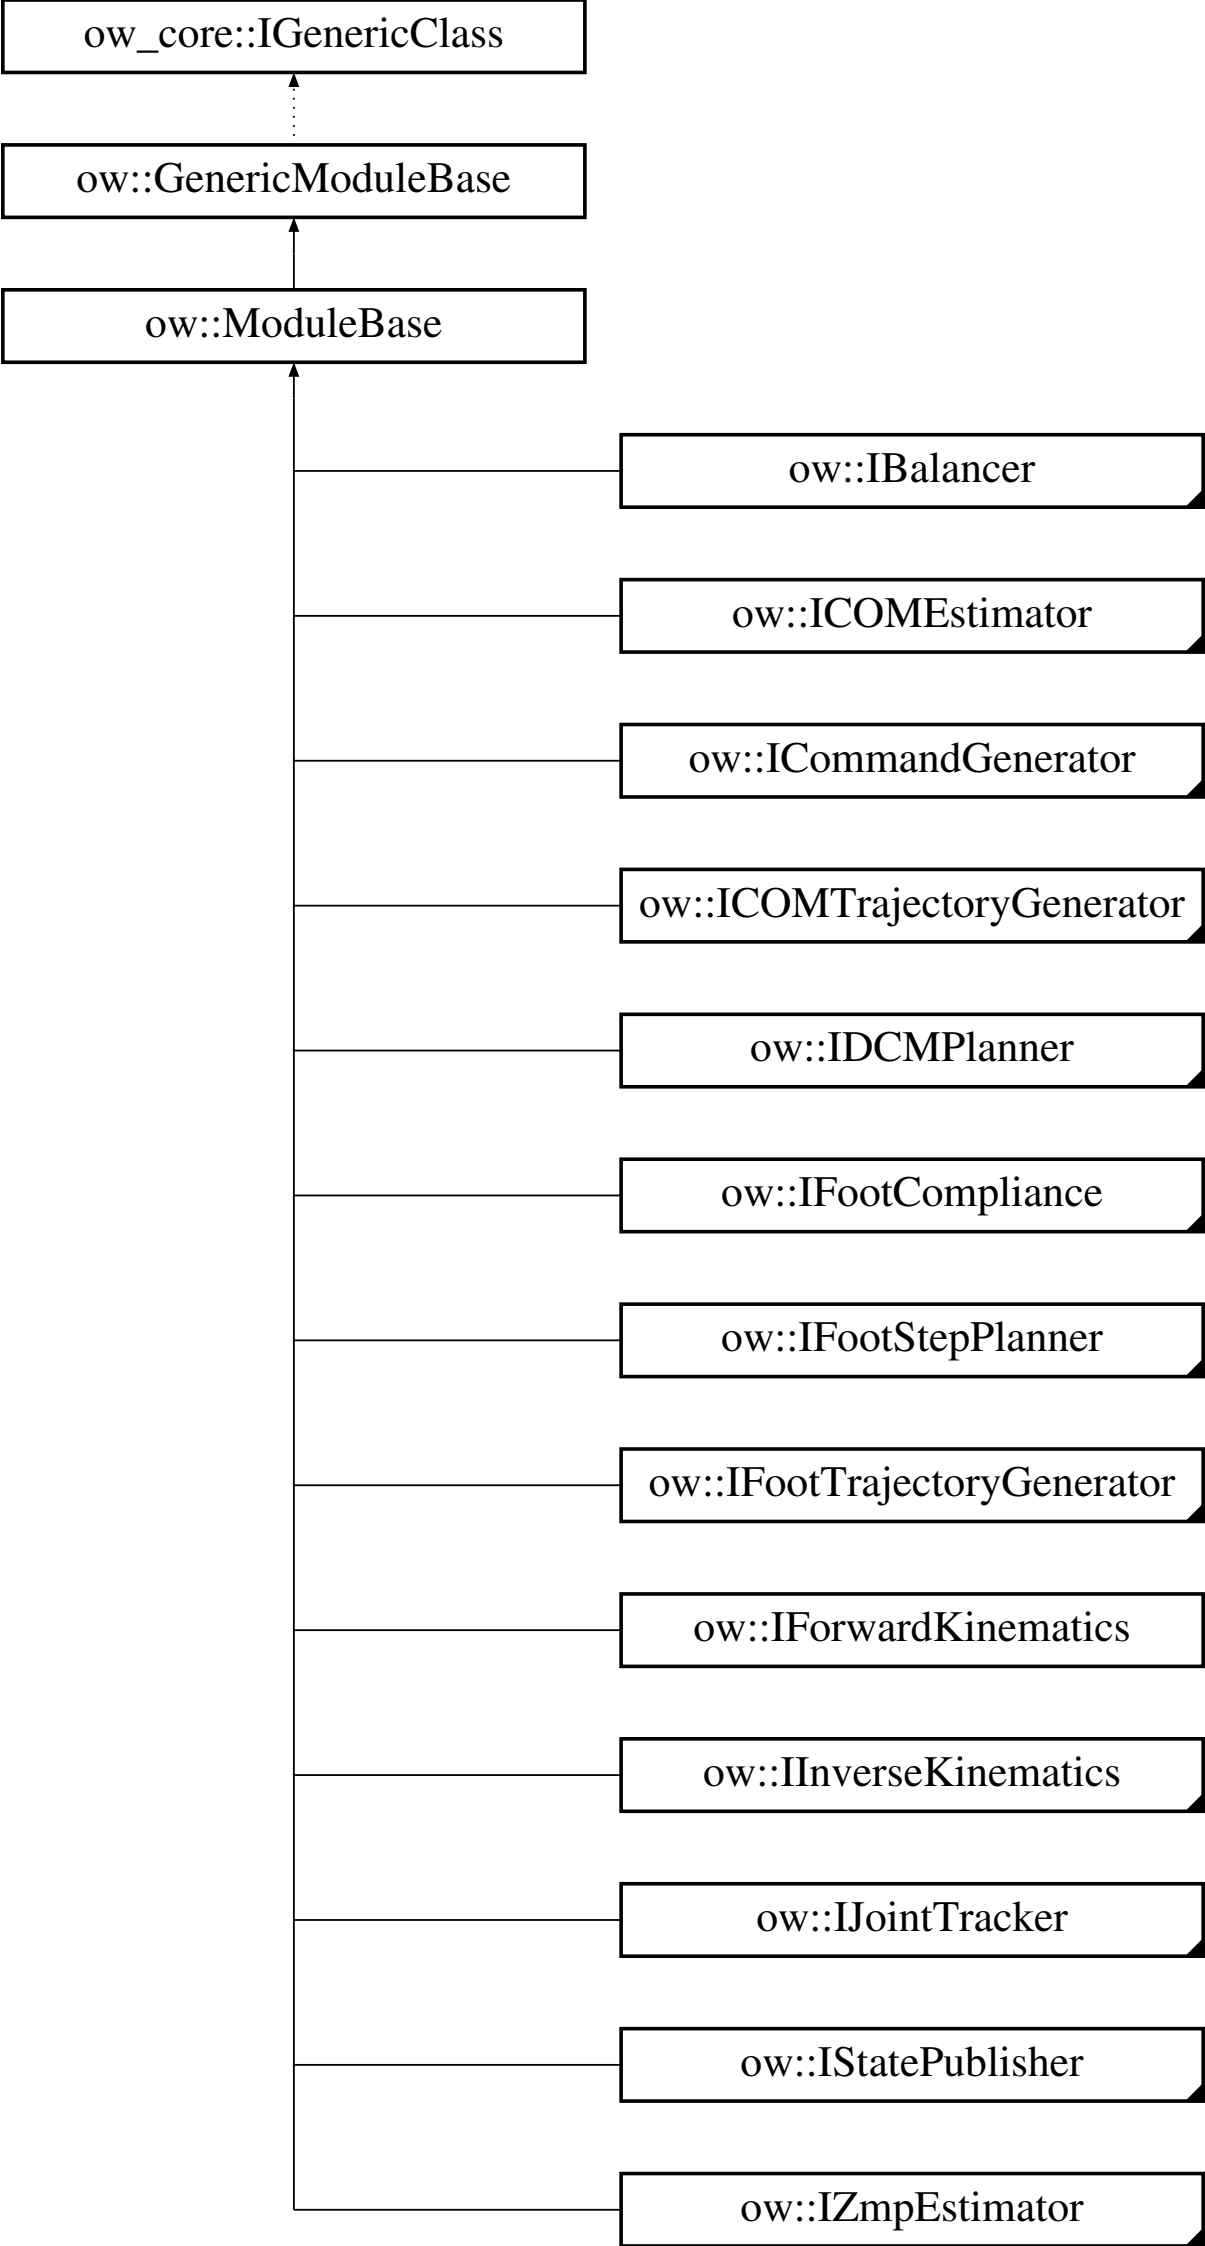 ow_core::IGenericClass
ow::GenericModuleBase
ow::ModuleBase
ow::IBalancer
ow::ICOMEstimator
ow::ICommandGenerator
ow::ICOMTrajectoryGenerator
ow::IDCMPlanner
ow::IFootCompliance
ow::IFootStepPlanner
ow::IFootTrajectoryGenerator
ow::IForwardKinematics
ow::IInverseKinematics
ow::IJointTracker
ow::IStatePublisher
ow::IZmpEstimator